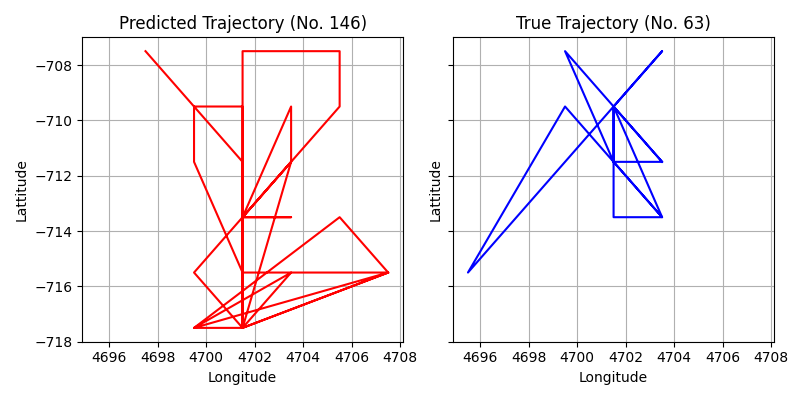 Predicted Trajectory (No. 146)
True Trajectory (No. 63)
−708
−710
−712
−714
−716
−718
Lattitude
Lattitude
4696 4698 4700 4702 4704 4706 4708
4696 4698 4700 4702 4704 4706 4708
Longitude
Longitude